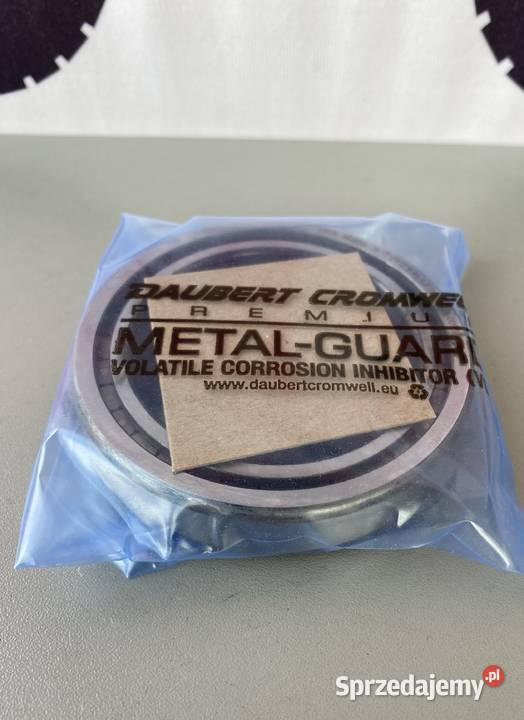 DAUBERT CROMWEL
PREMIU
METAL-GUARD
VOLATILE CORROSION INHIBITOR (V
www.daubertcromwell.eu
Sprzedajemy.pl